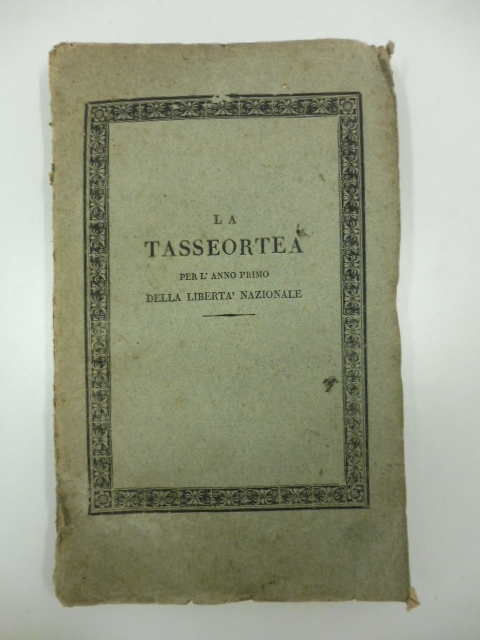 LA
TASSEORTEA
PER L' ANNO PRIMO
DELLA LIBERTA' NAZIONALE